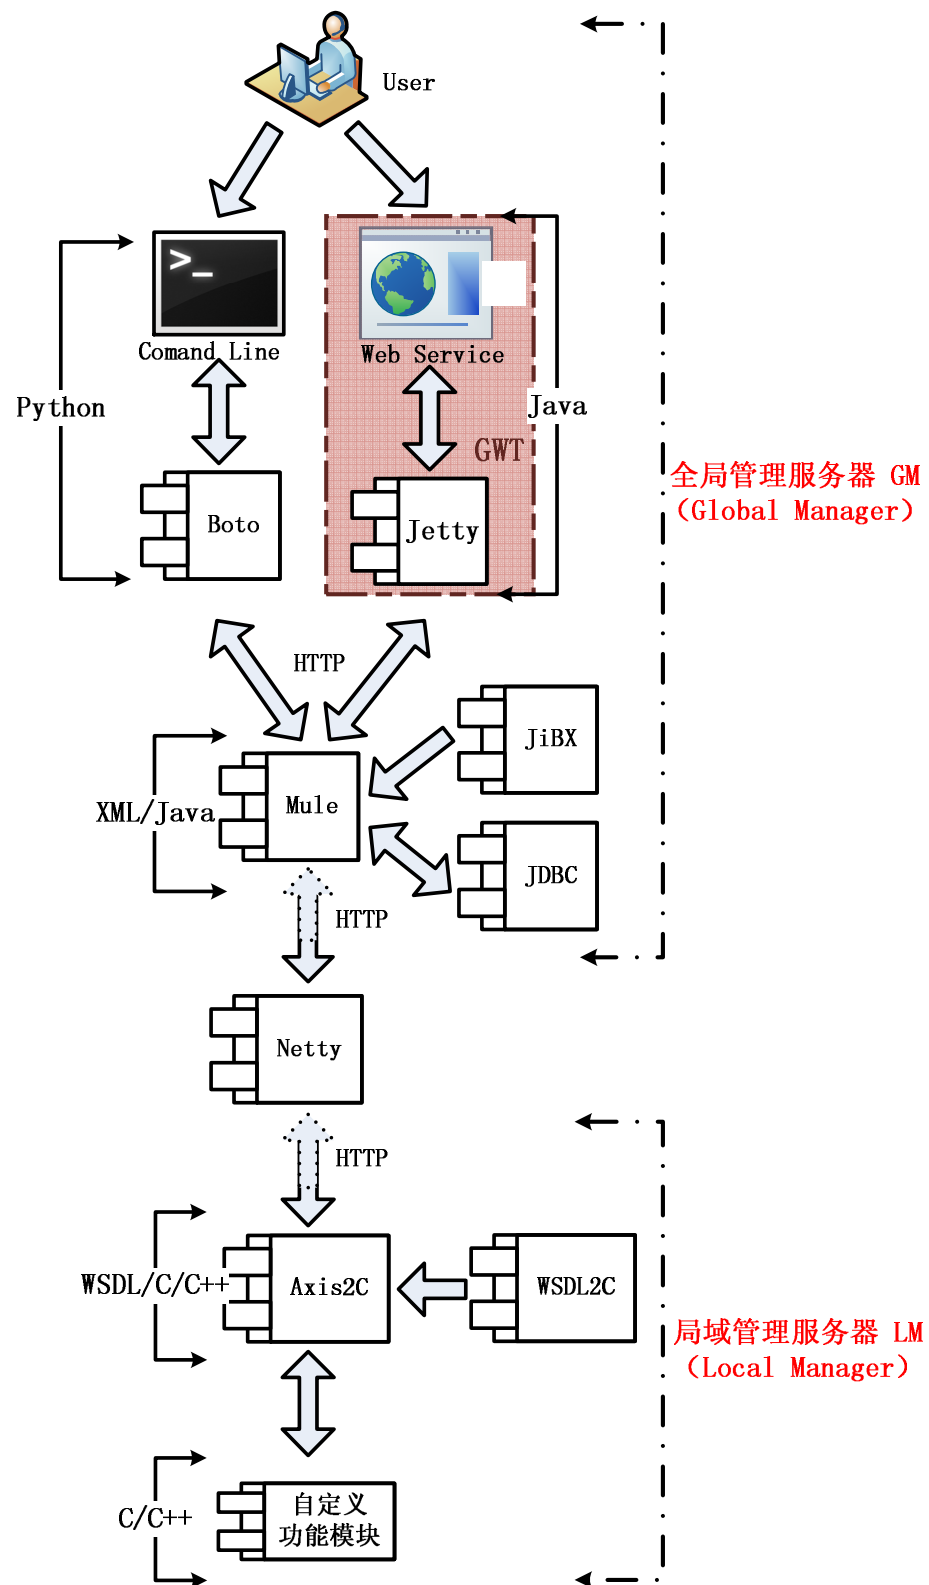 User
>_
Comand Line
Web Service
Python
Java
GWT
Boto
Jetty
全局管理服务器 GM
（Global Manager）
HTTP
JiBX
XML/Java
Mule
JDBC
HTTP
Netty
HTTP
WSDL/C/C++
Axis2C
WSDL2C
局域管理服务器 LM
（Local Manager）
C/C++
自定义
功能模块